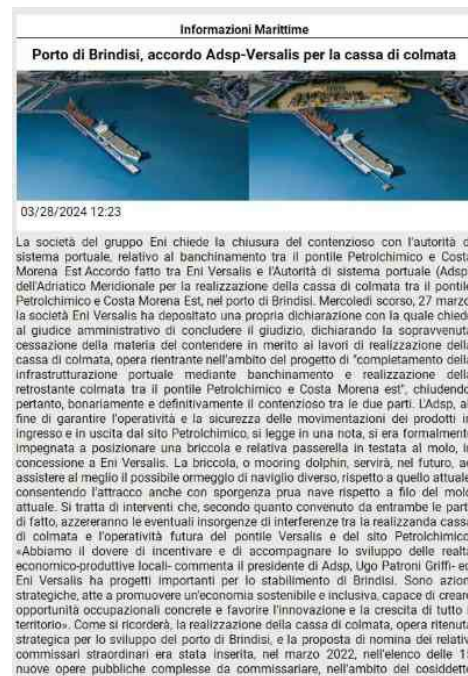 Informazioni Marittime
Porto di Brindisi, accordo Adsp-Versalis per la cassa di colmata
03/28/2024 12:23
La società del gruppo Eni chiede la chiusura del contenzioso con l'autorità d
sistema portuale, relativo al banchinamento tra il pontile Petrolchimico e Costa
Morena Est Accordo fatto tra Eni Versalis e l'Autorità di sistema portuale (Adsp
dell'Adriatico Meridionale per la realizzazione della cassa di colmata tra il pontile
Petrolchimico e Costa Morena Est, nel porto di Brindisi. Mercoledì scorso, 27 marzo
la società Eni Versalis ha depositato una propria dichiarazione con la quale chiede
al giudice amministrativo di concludere il giudizio, dichiarando la sopravvenuta
cessazione della materia del contendere in merito ai lavori di realizzazione della
cassa di colmata, opera rientrante nell'ambito del progetto di "completamento della
infrastrutturazione portuale mediante banchinamento e realizzazione della
retrostante colmata tra il pontile Petrolchimico e Costa Morena est", chiudendo
pertanto, bonariamente e definitivamente il contenzioso tra le due parti. L'Adsp, al
fine di garantire l'operatività e la sicurezza delle movimentazioni dei prodotti in
ingresso e in uscita dal sito Petrolchimico, si legge in una nota, si era formalmente
impegnata a posizionare una briccola e relativa passerella in testata al molo, in
concessione a Eni Versalis. La briccola, o mooring dolphin, servirà, nel futuro, ad
assistere al meglio il possibile ormeggio di naviglio diverso, rispetto a quello attuale
consentendo l'attracco anche con sporgenza prua nave rispetto a filo del molo
attuale. Si tratta di interventi che, secondo quanto convenuto da entrambe le parti
di fatto, azzereranno le eventuali insorgenze di interferenze tra la realizzanda cassa
di colmata e l'operatività futura del pontile Versalis e del sito Petrolchimico
«Abbiamo il dovere di incentivare e di accompagnare lo sviluppo delle realtà
economico-produttive locali- commenta il presidente di Adsp, Ugo Patroni Griffi- ed
Eni Versalis ha progetti importanti per lo stabilimento di Brindisi. Sono azioni
strategiche, atte a promuovere un'economia sostenibile e inclusiva, capace di creare
opportunità occupazionali concrete e favorire l'innovazione e la crescita di tutto i
territorio». Come si ricorderà, la realizzazione della cassa di colmata, opera ritenuta
strategica per lo sviluppo del porto di Brindisi, e la proposta di nomina dei relativ
commissari straordinari era stata inserita, nel marzo 2022, nell'elenco delle 15
nuove opere pubbliche complesse da commissariare, nell'ambito del cosiddetto